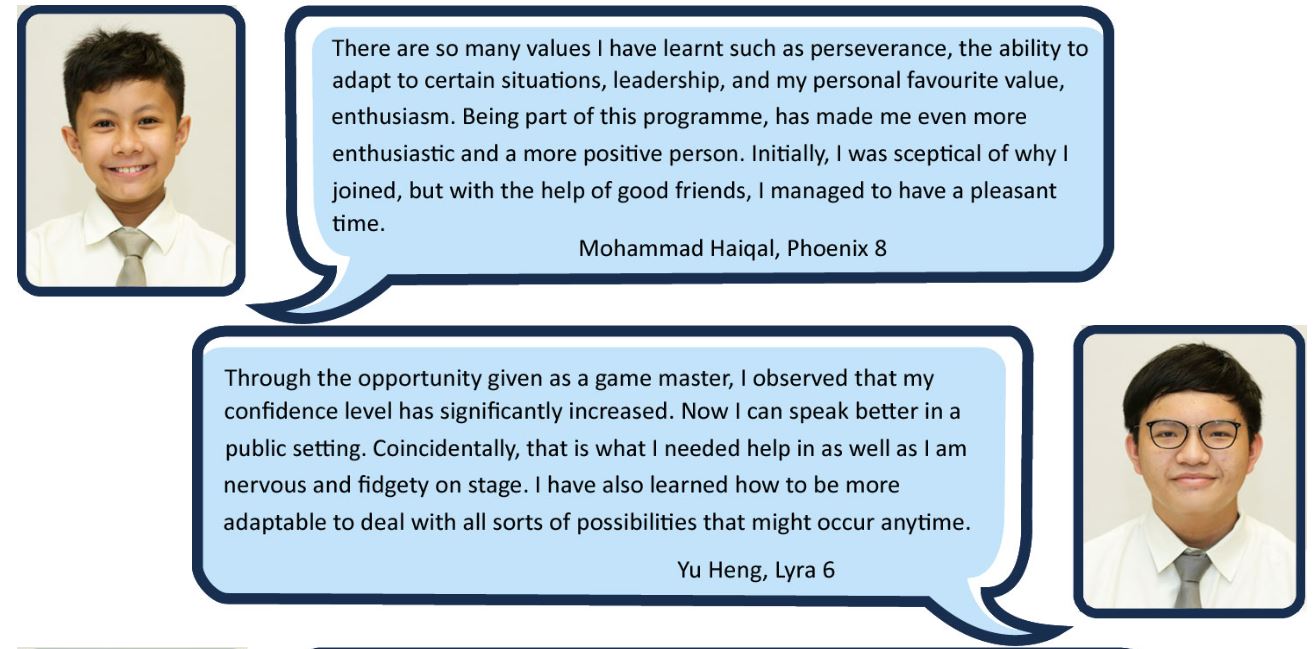 There are so many values I have learnt such as perseverance, the ability to
adapt to certain situations, leadership, and my personal favourite value,
enthusiasm. Being part of this programme, has made me even more
enthusiastic and a more positive person. Initially, I was sceptical of why I
joined, but with the help of good friends, I managed to have a pleasant
time.
Mohammad Haiqal, Phoenix 8
Through the opportunity given as a game master, I observed that my
confidence level has significantly increased. Now I can speak better in a
public setting. Coincidentally, that is what I needed help in as well as I am
nervous and fidgety on stage. I have also learned how to be more
adaptable to deal with all sorts of possibilities that might occur anytime.
Yu Heng, Lyra 6